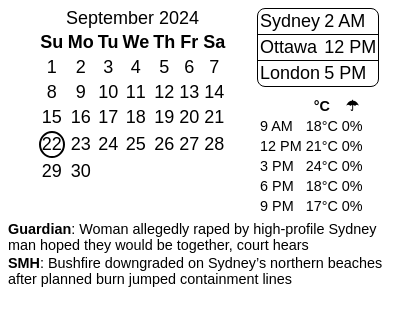 September 2024
Su Mo Tu We Th Fr Sa
1 2 3 4 5 6 7
8 9 10 11 12 13 14
15 16 17 18 19 20 21
22 23 24 25 26 27 28
29 30
Sydney 2 AM
Ottawa 12 PM
London 5 PM
°C ☂
9 AM 18°C 0%
12 PM 21°C 0%
3 PM 24°C 0%
6 PM 18°C 0%
9 PM 17°C 0%
Guardian: Woman allegedly raped by high-profile Sydney
man hoped they would be together, court hears
SMH: Bushfire downgraded on Sydney’s northern beaches
after planned burn jumped containment lines